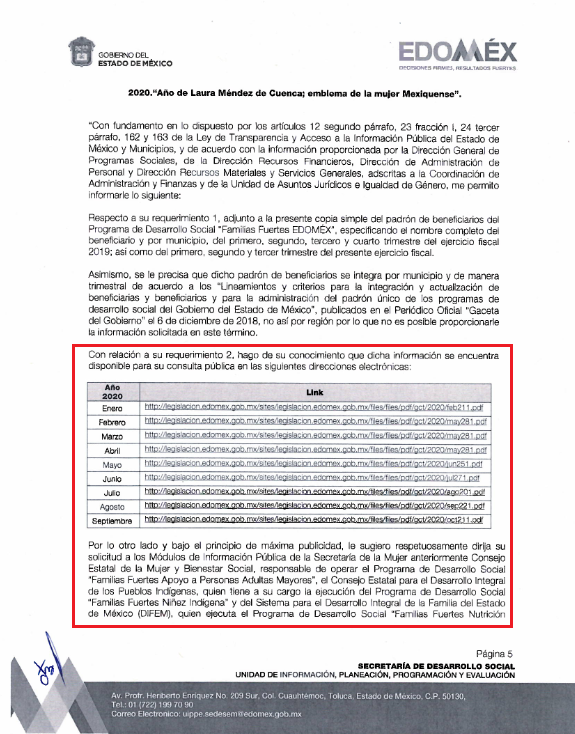 GOBIERNO DEL
ESTADO DE MÉXICO
EDOMÉX
DECISIONES FIRMES, RESULTADOS FUERTES
2020."Año de Laura Méndez de Cuenca; emblema de la mujer Mexiquense".
"Con fundamento en lo dispuesto por los artículos 12 segundo párrafo, 23 fracción I, 24 tercer
párrafo, 162 y 163 de la Ley de Transparencia y Acceso a la Información Pública del Estado de
México y Municipios, y de acuerdo con la información proporcionada por la Dirección General de
Programas Sociales, de la Dirección Recursos Financieros, Dirección de Administración de
Personal y Dirección Recursos Materiales y Servicios Generales, adscritas a la Coordinación de
Administración y Finanzas y de la Unidad de Asuntos Jurídicos e Igualdad de Género, me permito
informarle lo siguiente:
Respecto a su requerimiento 1, adjunto a la presente copia simple del padrón de beneficiarios del
Programa de Desarrollo Social "Familias Fuertes EDOMÉX", especificando el nombre completo del
beneficiario y por municipio, del primero, segundo, tercero y cuarto trimestre del ejercicio fiscal
2019; así como del primero, segundo y tercer trimestre del presente ejercicio fiscal.
Asimismo, se le precisa que dicho padrón de beneficiarios se integra por municipio y de manera
trimestral de acuerdo a los "Lineamientos y criterios para la integración y actualización de
beneficiarias y beneficiarios y para la administración del padrón único de los programas de
desarrollo social del Gobierno del Estado de México", publicados en el Periódico Oficial "Gaceta
del Gobierno" el 6 de diciembre de 2018, no así por región por lo que no es posible proporcionarle
la información solicitada en este término.
Con relación a su requerimiento 2, hago de su conocimiento que dicha información se encuentra
disponible para su consulta pública en las siguientes direcciones electrónicas:
Año 2020 Link
Enero http://legislacion.edomex.gob.mx/sites/legislacion.edomex.gob.mx/files/files/pdf/gct/2020/feb211.pdf
Febrero http://legislacion.edomex.gob.mx/sites/legislacion.edomex.gob.mx/files/files/pdf/gct/2020/may281.pdf
Marzo http://legislacion.edomex.gob.mx/sites/legislacion.edomex.gob.mx/files/files/pdf/gct/2020/may281.pdf
Abril http://legislacion.edomex.gob.mx/sites/legislacion.edomex.gob.mx/files/files/pdf/gct/2020/may281.pdf
Mayo http://legislacion.edomex.gob.mx/sites/legislacion.edomex.gob.mx/files/files/pdf/gct/2020/jun251.pdf
Junio http://legislacion.edomex.gob.mx/sites/legislacion.edomex.gob.mx/files/files/pdf/gct/2020/jul271.pdf
Julio http://legislacion.edomex.gob.mx/sites/legislacion.edomex.gob.mx/files/files/pdf/gct/2020/ago201.pdf
Agosto http://legislacion.edomex.gob.mx/sites/legislacion.edomex.gob.mx/files/files/pdf/gct/2020/sep221.pdf
Septiembre http://legislacion.edomex.gob.mx/sites/legislacion.edomex.gob.mx/files/files/pdf/gct/2020/oct211.pdf
Por lo otro lado y bajo el principio de máxima publicidad, le sugiero respetuosamente dirija su
solicitud a los Módulos de Información Pública de la Secretaría de la Mujer anteriormente Consejo
Estatal de la Mujer y Bienestar Social, responsable de operar el Programa de Desarrollo Social
"Familias Fuertes Apoyo a Personas Adultas Mayores", el Consejo Estatal para el Desarrollo Integral
de los Pueblos Indígenas, quien tiene a su cargo la ejecución del Programa de Desarrollo Social
"Familias Fuertes Niñez Indígena" y del Sistema para el Desarrollo Integral de la Familia del Estado
de México (DIFEM), quien ejecuta el Programa de Desarrollo Social "Familias Fuertes Nutrición
Página 5
SECRETARÍA DE DESARROLLO SOCIAL
UNIDAD DE INFORMACIÓN, PLANEACIÓN, PROGRAMACIÓN Y EVALUACIÓN
Av. Profr. Heriberto Enríquez No. 209 Sur, Col. Cuauhtémoc, Toluca, Estado de México, C.P. 50130,
Tel.: 01 (722) 199 70 90
Correo Electronico: uippe.sedesem@edomex.gob.mx